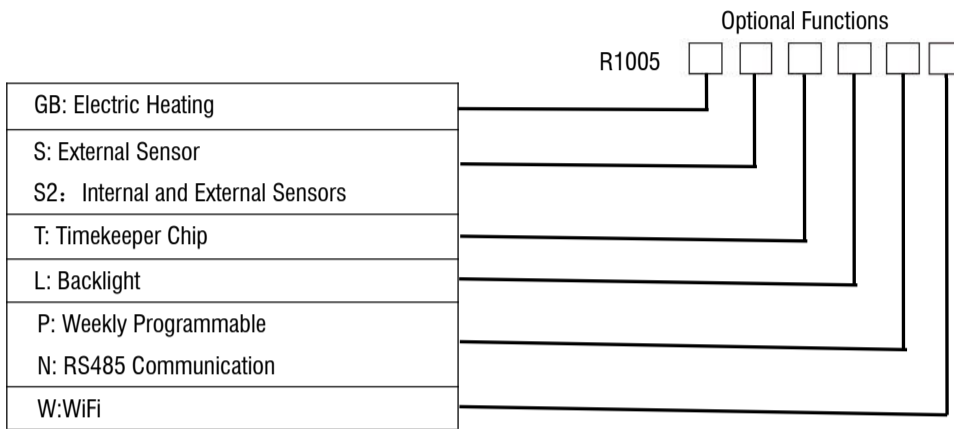 Optional Functions
R1005
GB: Electric Heating
S: External Sensor
S2： Internal and External Sensors
T: Timekeeper Chip
L: Backlight
P: Weekly Programmable
N: RS485 Communication
W:WiFi